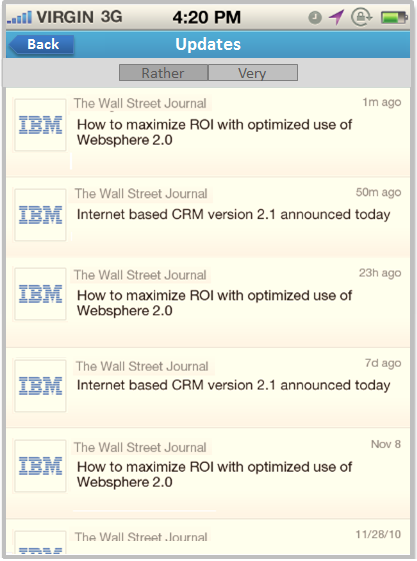 VIRGIN 3G 4:20 PM
Back Updates
Rather Very
The Wall Street Journal 1m ago
IBM How to maximize ROI with optimized use of
Websphere 2.0
The Wall Street Journal 50m ago
IBM Internet based CRM version 2.1 announced today
The Wall Street Journal 23h ago
IBM How to maximize ROI with optimized use of
Websphere 2.0
The Wall Street Journal 7d ago
IBM Internet based CRM version 2.1 announced today
The Wall Street Journal Nov 8
IBM How to maximize ROI with optimized use of
Websphere 2.0
The Wall Street Journal 11/28/10
IBM